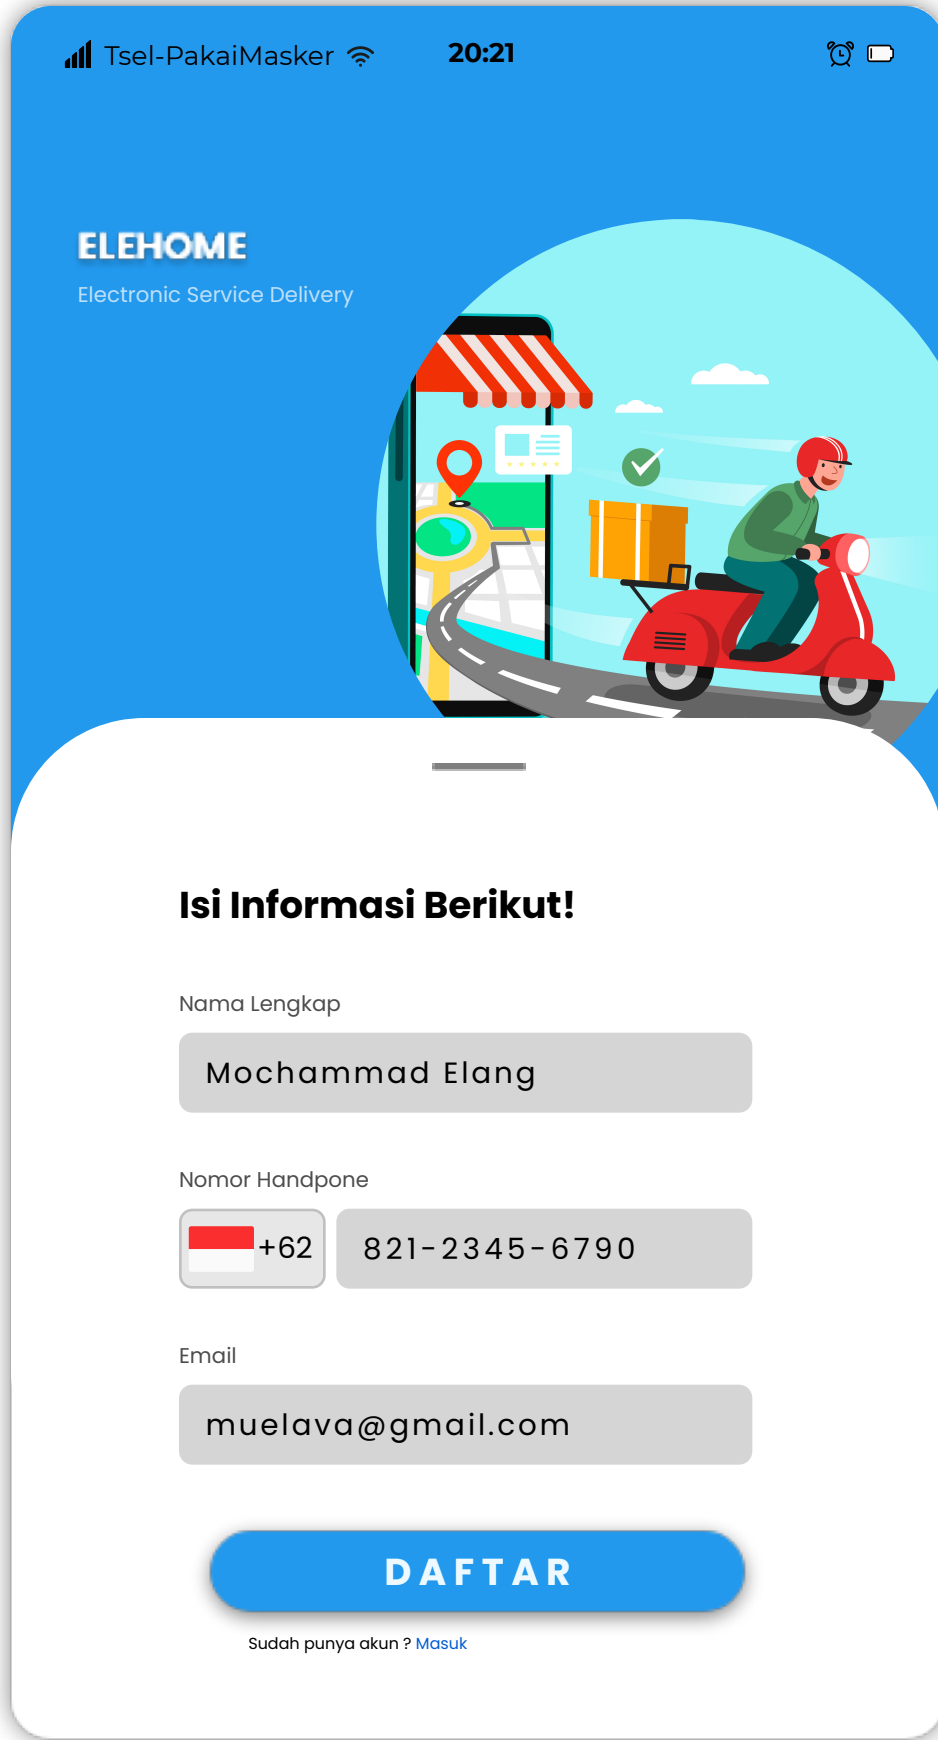 Tsel-PakaiMasker 20:21
ELEHOME
Electronic Service Delivery
Isi Informasi Berikut!
Nama Lengkap
Mochammad Elang
Nomor Handpone
+62 821-2345-6790
Email
muelava@gmail.com
DAFTAR
Sudah punya akun ? Masuk